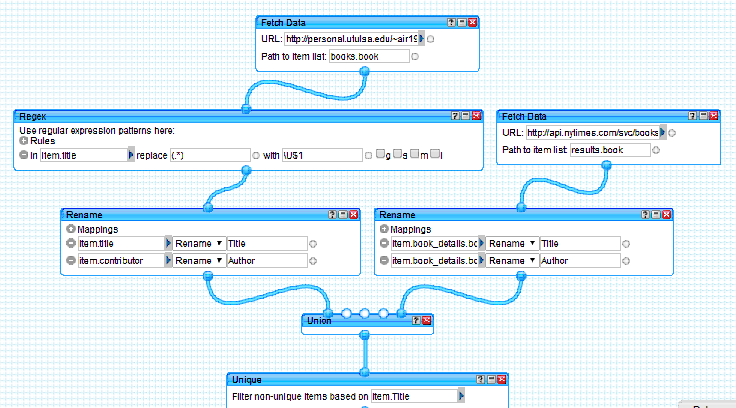 Fetch Data
URL: http://personal.utulsa.edu/~air19
Path to item list: books.book
Regex
Use regular expression patterns here:
Rules
In item.title replace (.*) with \U$1 g s m i
Fetch Data
URL: http://api.nytimes.com/svc/books
Path to item list: results.book
Rename
Mappings
item.title Rename Title
item.contributor Rename Author
Rename
Mappings
item.book_details.bo Rename Title
item.book_details.bo Rename Author
Union
Unique
Filter non-unique items based on item.Title